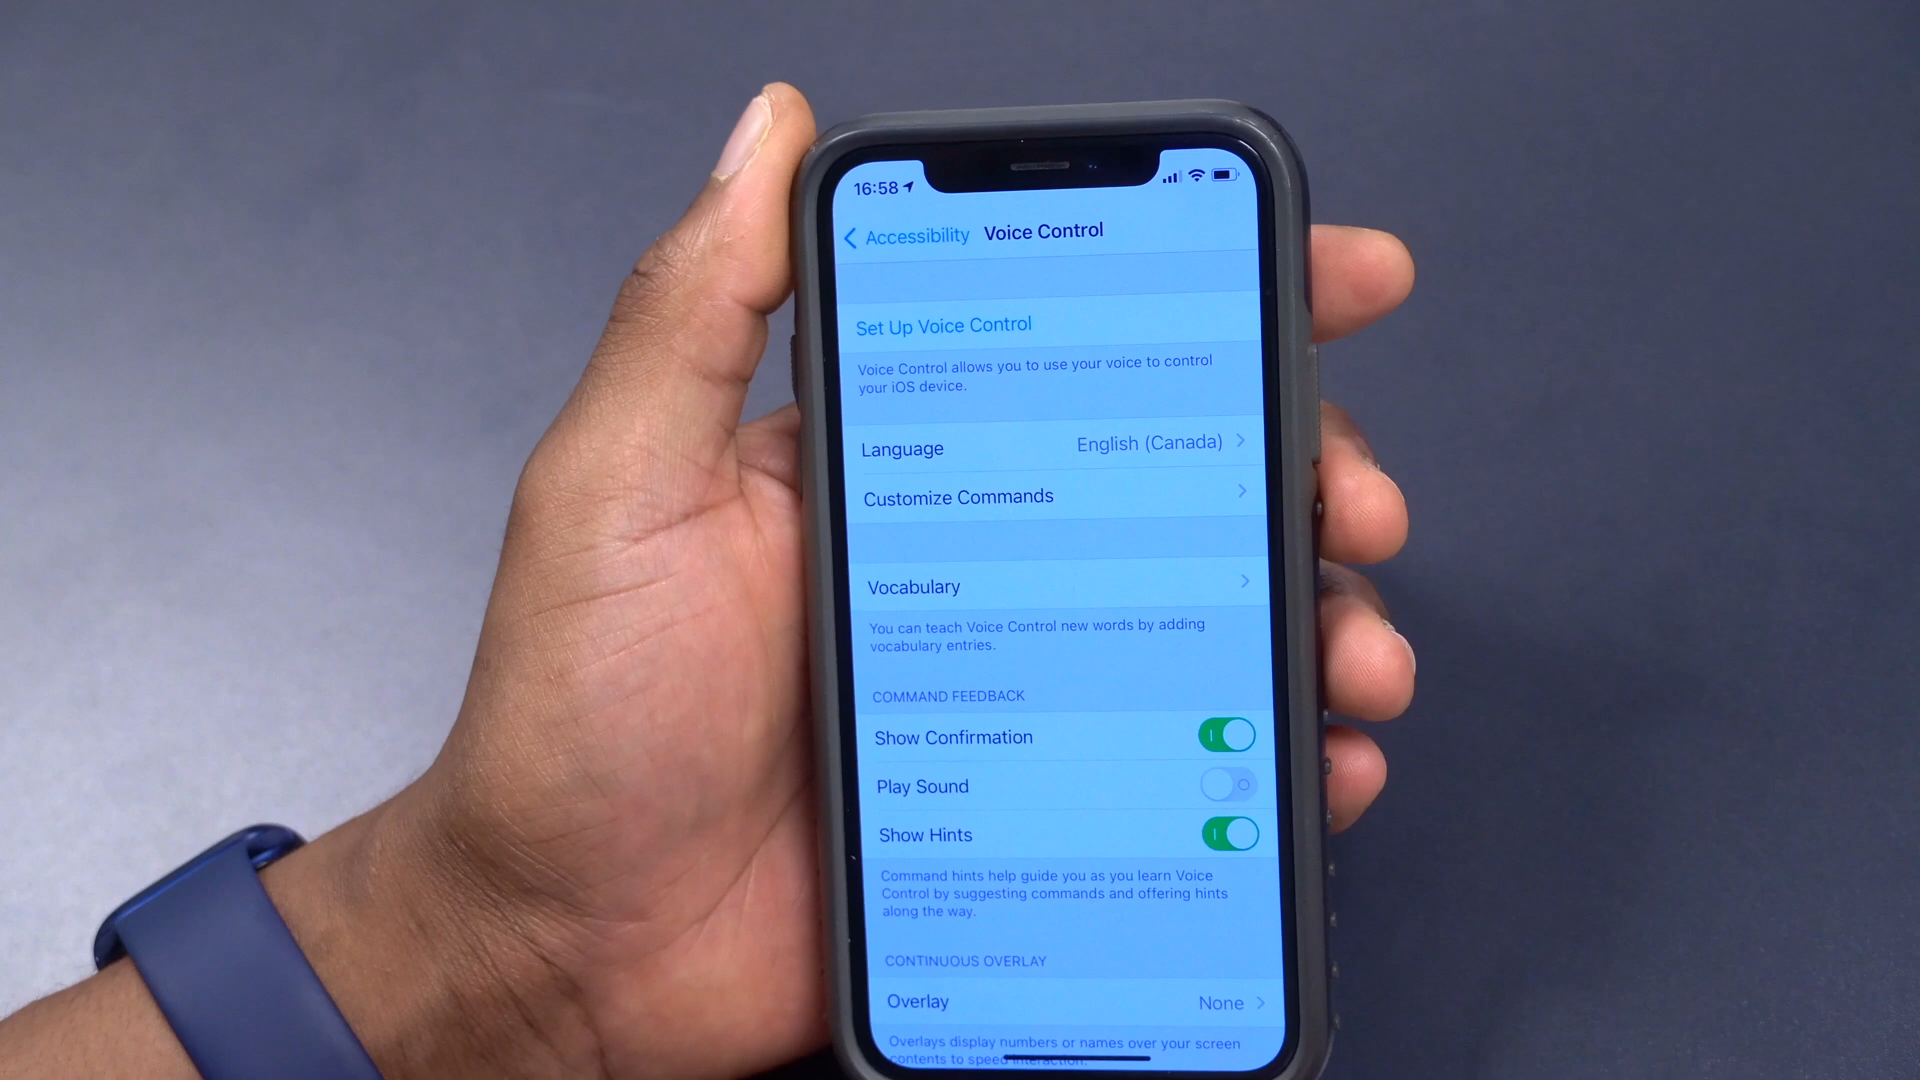 16:58
Accessibility Voice Control
Set Up Voice Control
Voice Control allows you to use your voice to control
your iOS device.
Language English (Canada)
Customize Commands
Vocabulary
You can teach Voice Control new words by adding
vocabulary entries.
COMMAND FEEDBACK
Show Confirmation
Play Sound
Show Hints
Command hints help guide you as you learn Voice
Control by suggesting commands and offering hints
along the way.
CONTINUOUS OVERLAY
Overlay None
Overlays display numbers or names over your screen
contents to speed interaction.